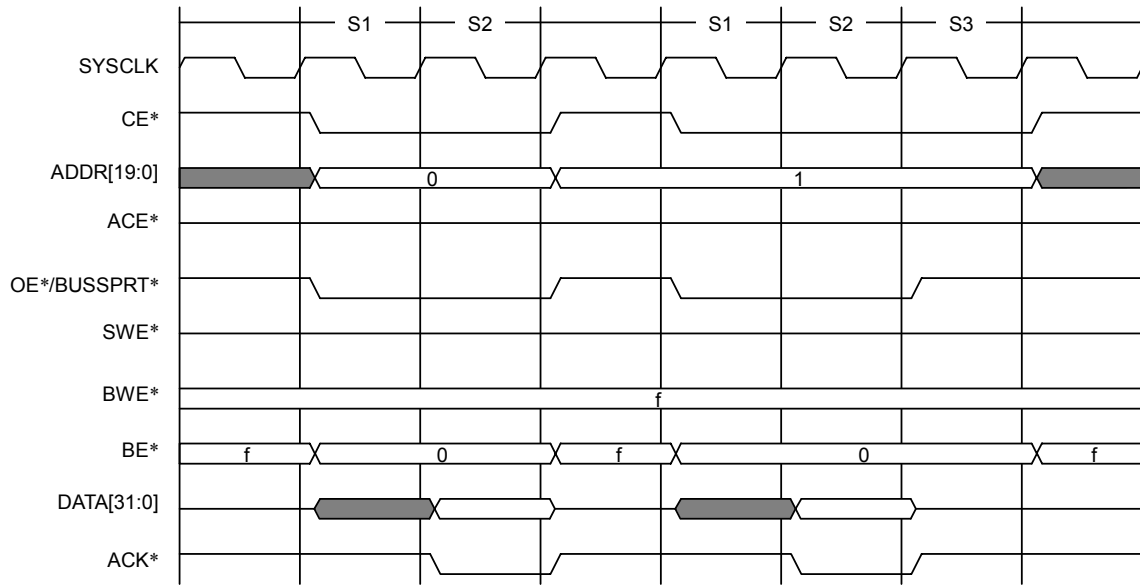 S1 S2 S1 S2 S3
SYSCLK
CE*
ADDR[19:0] 0 1
ACE*
OE*/BUSSPRT*
SWE*
BWE* f
BE* f 0 f 0 f
DATA[31:0]
ACK*